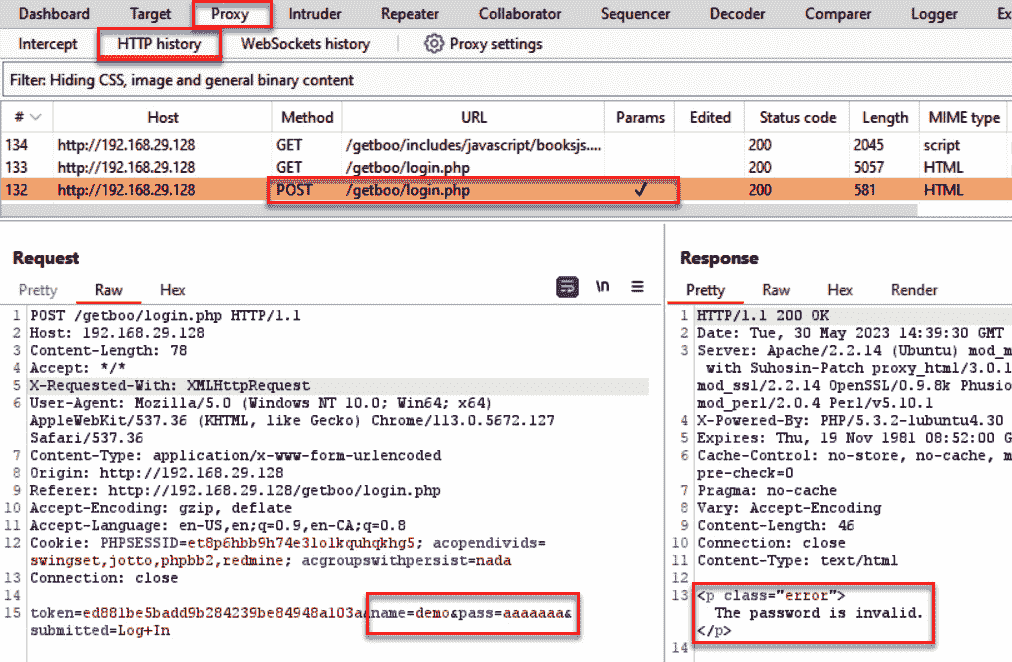 Dashboard Target Proxy Intruder Repeater Collaborator Sequencer Decoder Comparer Logger Ex
Intercept HTTP history WebSockets history Proxy settings
Filter: Hiding CSS, image and general binary content
# Host Method URL Params Edited Status code Length MIME type
134 http://192.168.29.128 GET /getboo/includes/javascript/booksjs.... 200 2045 script
133 http://192.168.29.128 GET /getboo/login.php 200 5057 HTML
132 http://192.168.29.128 POST /getboo/login.php ✓ 200 581 HTML
Request
Pretty Raw Hex \n
1 POST /getboo/login.php HTTP/1.1
2 Host: 192.168.29.128
3 Content-Length: 78
4 Accept: */*
5 X-Requested-With: XMLHttpRequest
6 User-Agent: Mozilla/5.0 (Windows NT 10.0; Win64; x64)
AppleWebKit/537.36 (KHTML, like Gecko) Chrome/113.0.5672.127
Safari/537.36
7 Content-Type: application/x-www-form-urlencoded
8 Origin: http://192.168.29.128
9 Referer: http://192.168.29.128/getboo/login.php
10 Accept-Encoding: gzip, deflate
11 Accept-Language: en-US,en;q=0.9,en-CA;q=0.8
12 Cookie: PHPSESSID=et8p6hbb9h74e3lolkquhqkhg5; acopendivids=
swingset,jotto,phpbb2,redmine; acgroupswithpersist=nada
13 Connection: close
14
15 token=ed881be5badd9b284239be84948a103a&name=demo&pass=aaaaaaa&
submitted=Log+In
Response
Pretty Raw Hex Render
1 HTTP/1.1 200 OK
2 Date: Tue, 30 May 2023 14:39:30 GMT
3 Server: Apache/2.2.14 (Ubuntu) mod_m
with Suhosin-Patch proxy_html/3.0.1
mod_ssl/2.2.14 OpenSSL/0.9.8k Phusio
mod_perl/2.0.4 Perl/v5.10.1
4 X-Powered-By: PHP/5.3.2-1ubuntu4.30
5 Expires: Thu, 19 Nov 1981 08:52:00 G
6 Cache-Control: no-store, no-cache, m
pre-check=0
7 Pragma: no-cache
8 Vary: Accept-Encoding
9 Content-Length: 46
10 Connection: close
11 Content-Type: text/html
12
13 <p class="error">
The password is invalid.
</p>
14